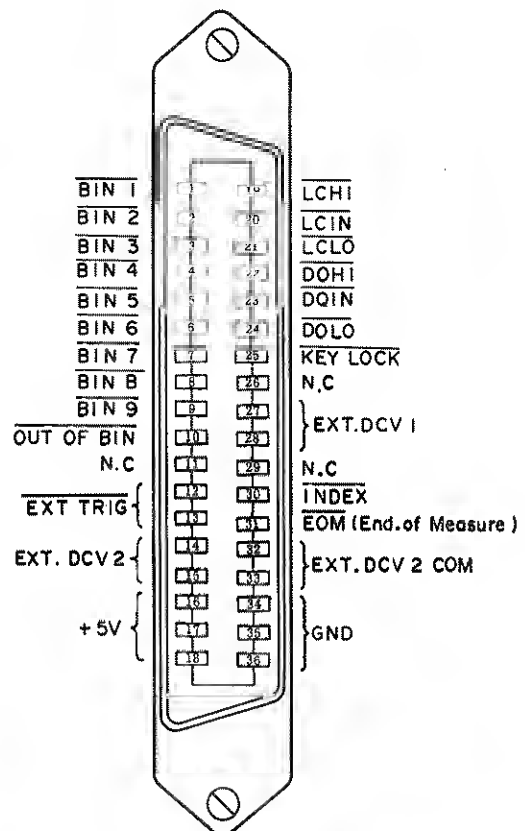 BIN 1 1 19 LCHI
BIN 2 2 20 LCIN
BIN 3 3 21 LCLO
BIN 4 4 22 DQHI
BIN 5 5 23 DQIN
BIN 6 6 24 DQLO
BIN 7 7 25 KEY LOCK
BIN 8 8 26 N.C
BIN 9 9 27
OUT OF BIN 10 28 EXT.DCV 1
N.C 11 29 N.C
EXT TRIG 12 30 INDEX
13 31 EOM (End.of Measure)
EXT. DCV 2 14 32 EXT.DCV 2 COM
15 33
+5V 16 34 GND
17 35
18 36